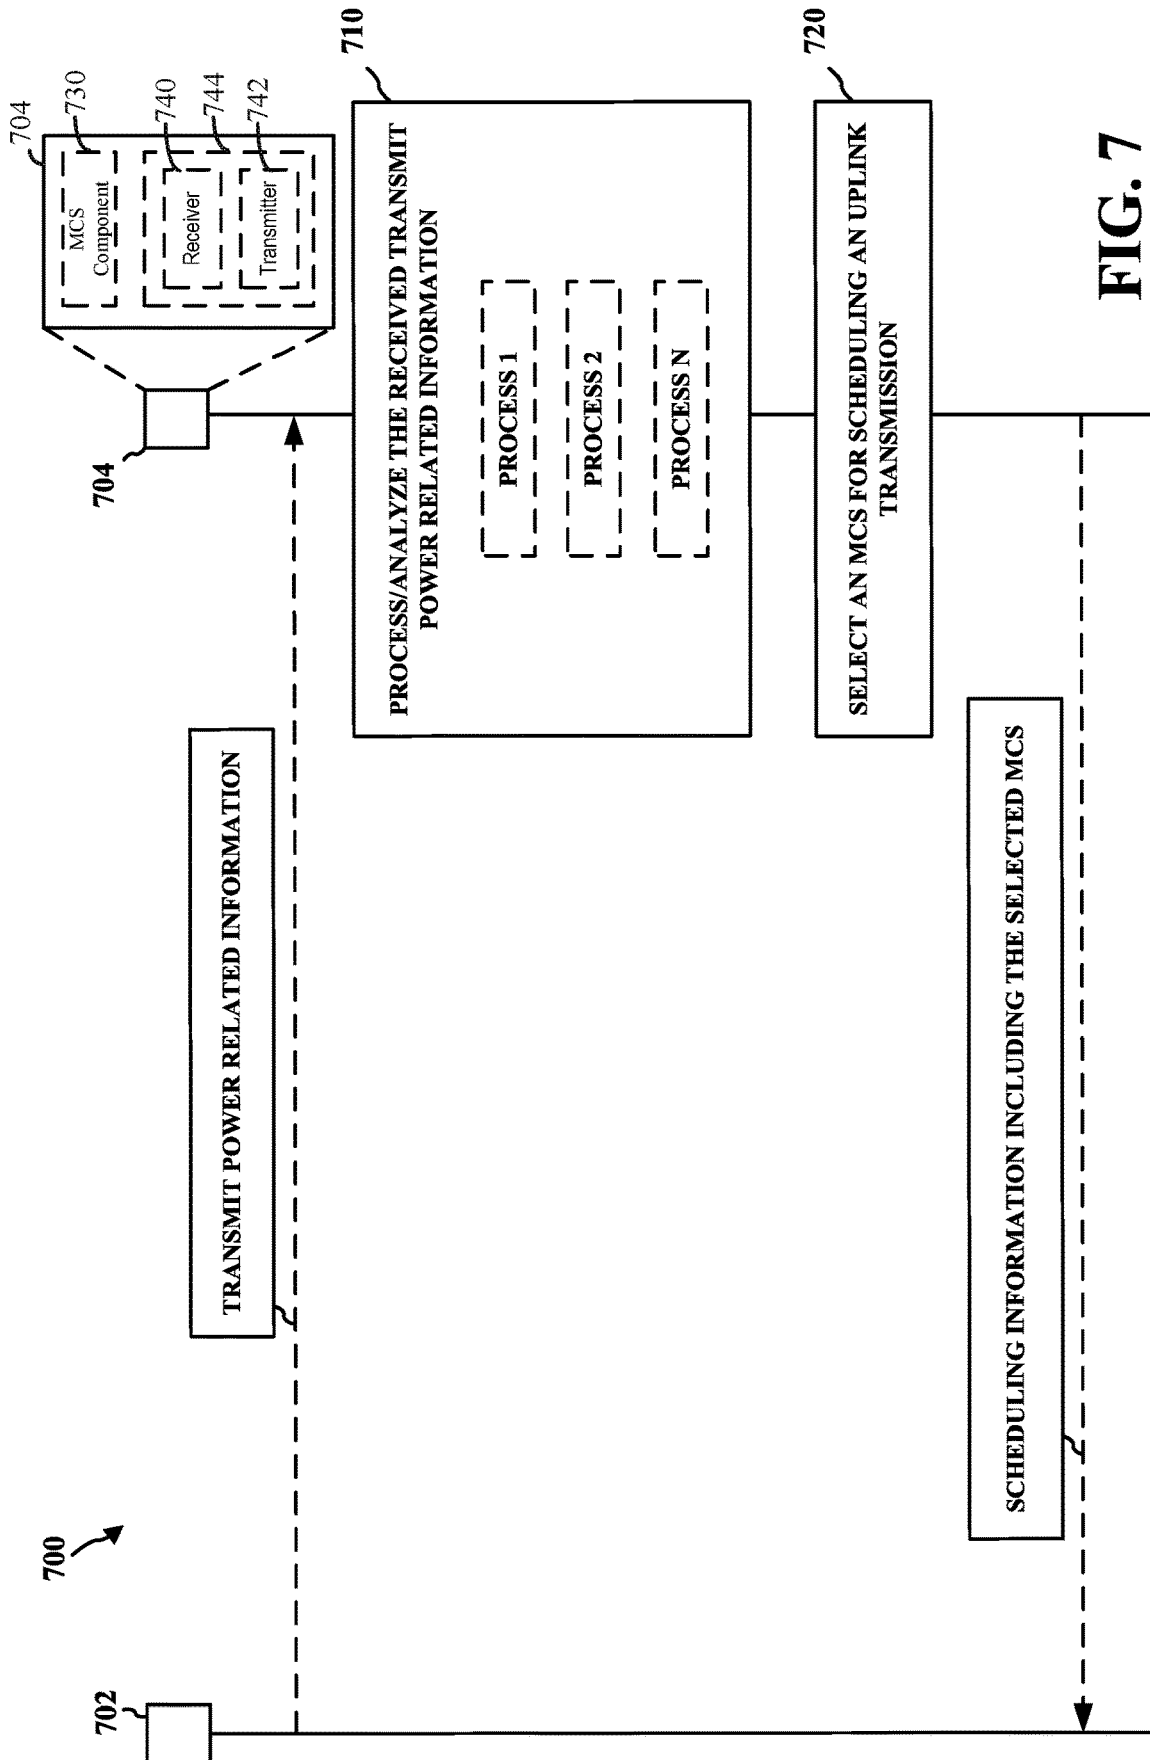 700
702
704
704
MCS
Component
730
Receiver
740
744
Transmitter
742
TRANSMIT POWER RELATED INFORMATION
710
PROCESS/ANALYZE THE RECEIVED TRANSMIT
POWER RELATED INFORMATION
PROCESS 1
PROCESS 2
PROCESS N
720
SELECT AN MCS FOR SCHEDULING AN UPLINK
TRANSMISSION
SCHEDULING INFORMATION INCLUDING THE SELECTED MCS
FIG. 7